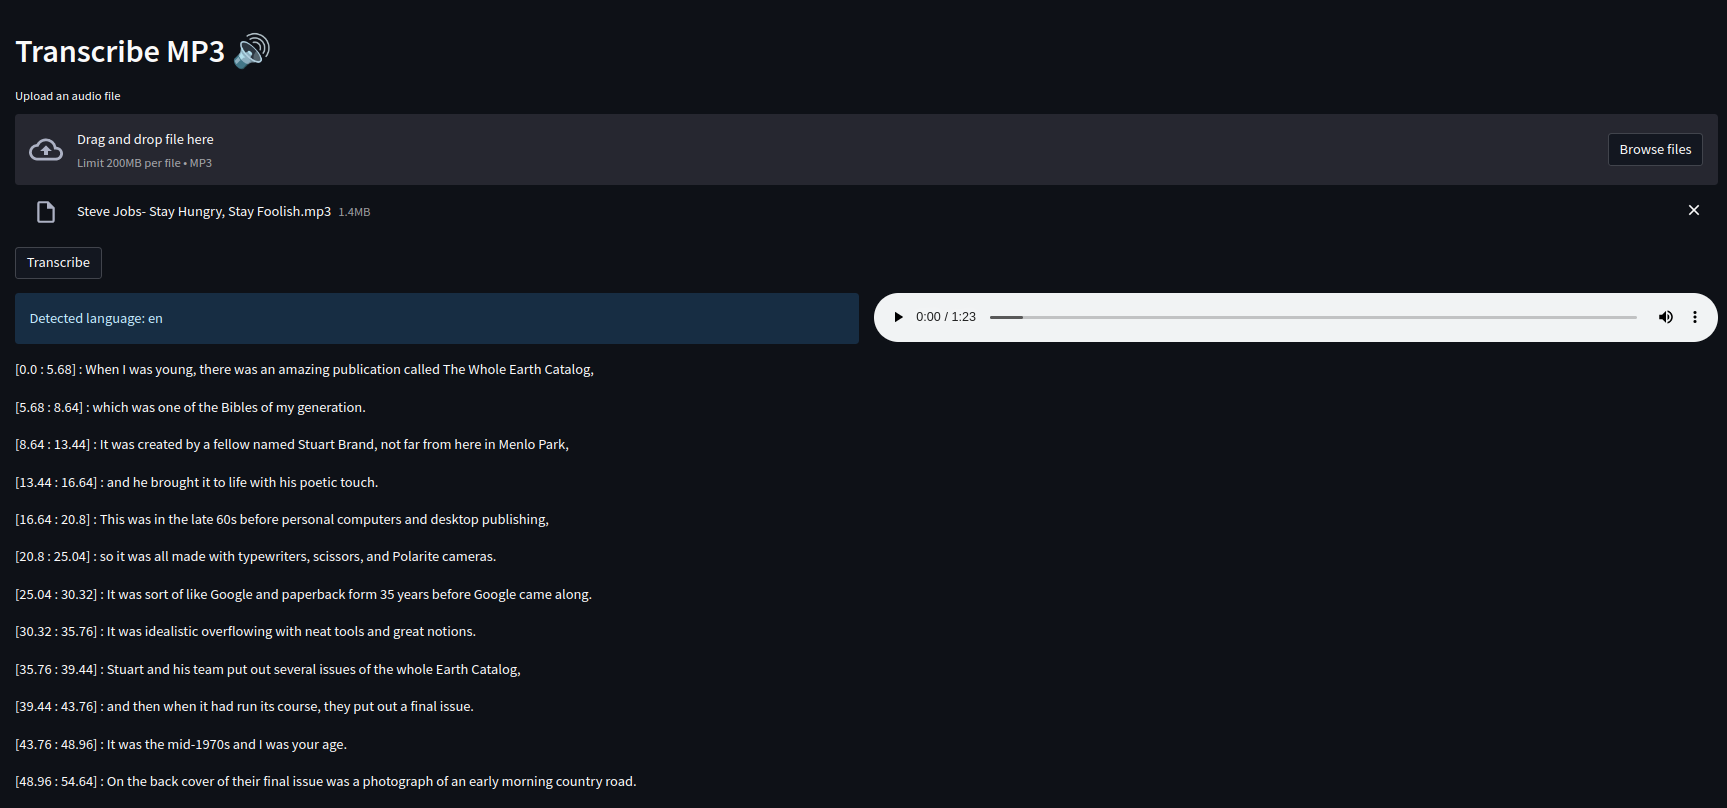 Transcribe MP3 🔊
Upload an audio file
Drag and drop file here
Limit 200MB per file • MP3
Browse files
Steve Jobs- Stay Hungry, Stay Foolish.mp3 1.4MB
Transcribe
Detected language: en
0:00 / 1:23
[0.0 : 5.68] : When I was young, there was an amazing publication called The Whole Earth Catalog,
[5.68 : 8.64] : which was one of the Bibles of my generation.
[8.64 : 13.44] : It was created by a fellow named Stuart Brand, not far from here in Menlo Park,
[13.44 : 16.64] : and he brought it to life with his poetic touch.
[16.64 : 20.8] : This was in the late 60s before personal computers and desktop publishing,
[20.8 : 25.04] : so it was all made with typewriters, scissors, and Polarite cameras.
[25.04 : 30.32] : It was sort of like Google and paperback form 35 years before Google came along.
[30.32 : 35.76] : It was idealistic overflowing with neat tools and great notions.
[35.76 : 39.44] : Stuart and his team put out several issues of the whole Earth Catalog,
[39.44 : 43.76] : and then when it had run its course, they put out a final issue.
[43.76 : 48.96] : It was the mid-1970s and I was your age.
[48.96 : 54.64] : On the back cover of their final issue was a photograph of an early morning country road.